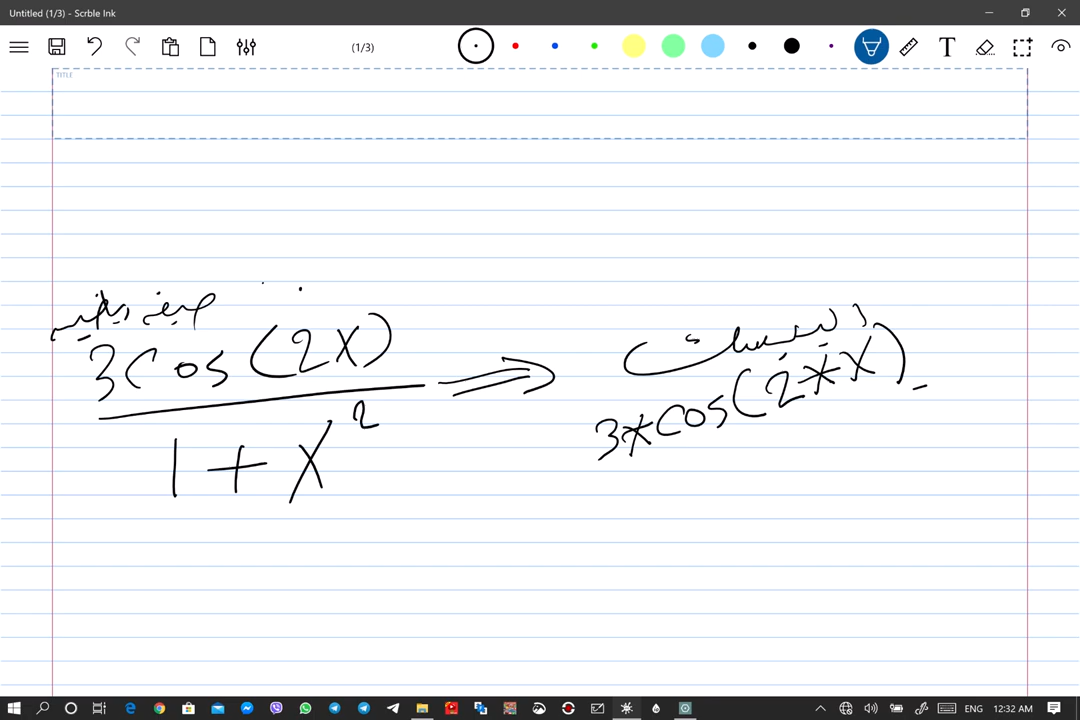 Untitled (1/3) - Scrble Ink
(1/3)
T
TITLE
صيغة رياضية
3Cos(2X)
1+X²
3*Cos(2*X)
ENG
12:32 AM